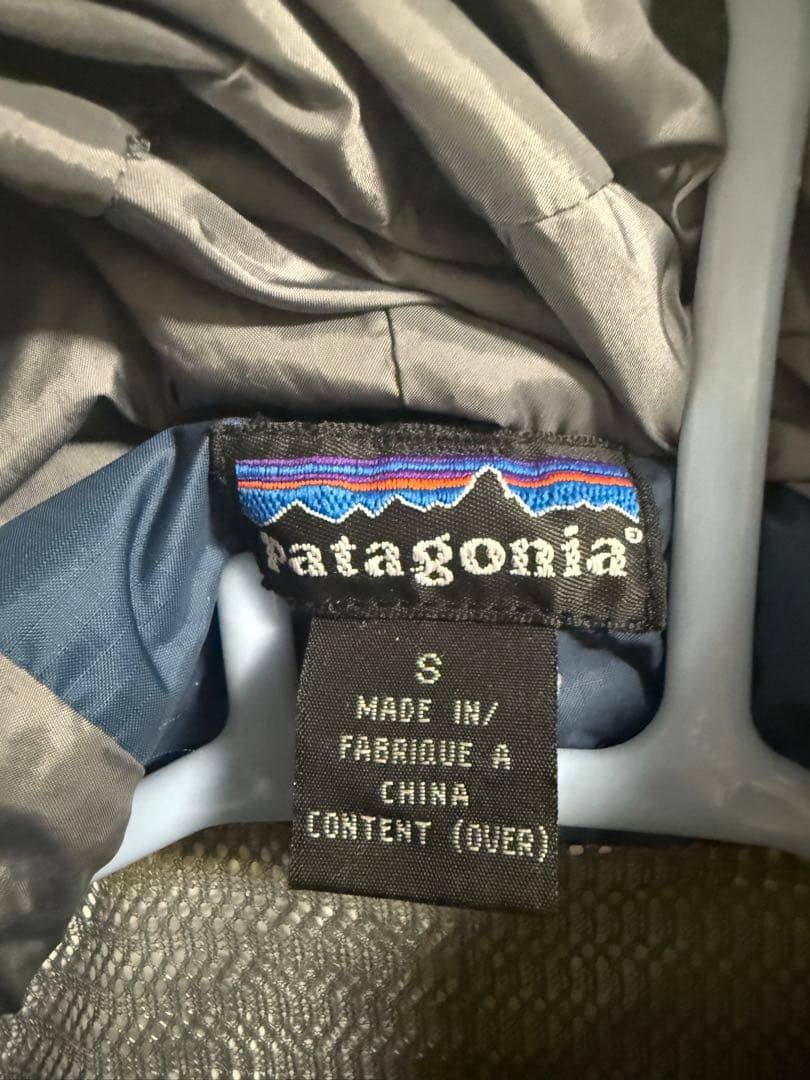 Patagonia®
S
MADE IN/
FABRIQUE A
CHINA
CONTENT (OVER)